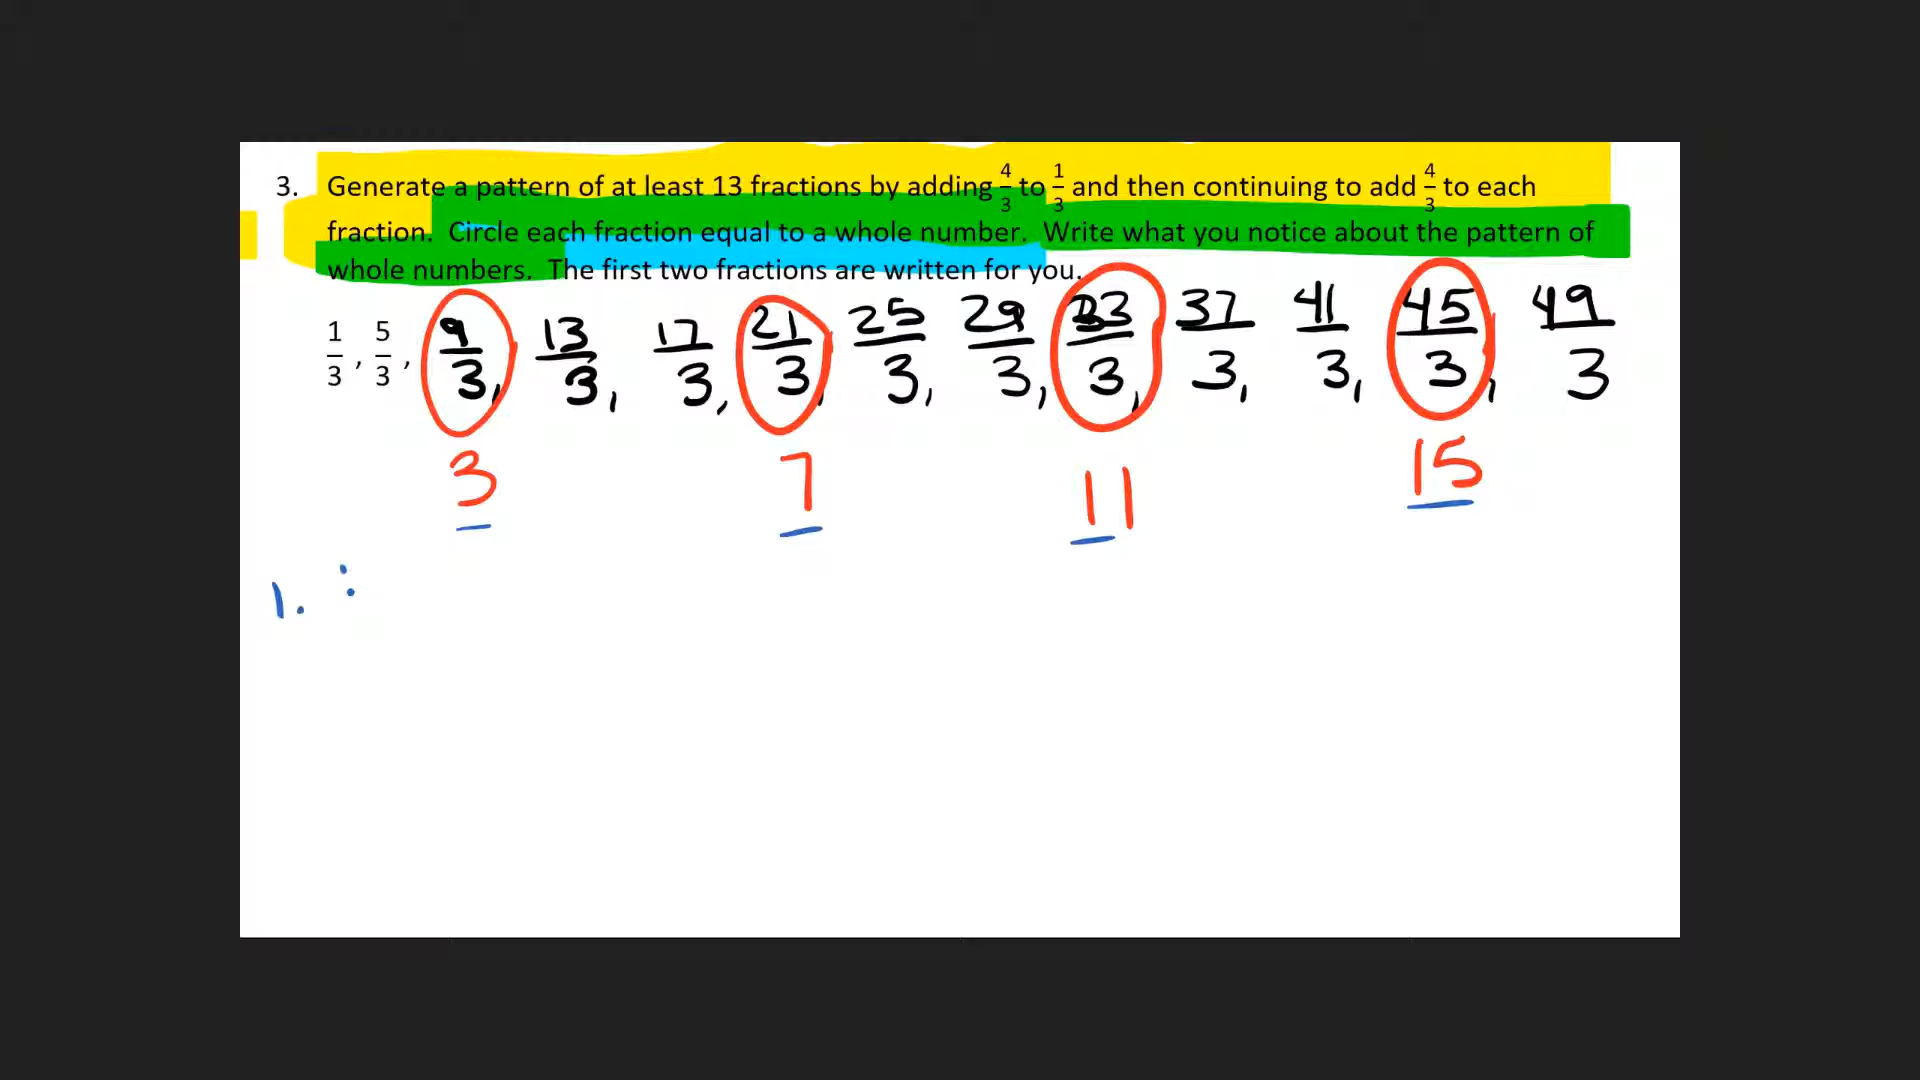 3. Generate a pattern of at least 13 fractions by adding 4/3 to 1/3 and then continuing to add 4/3 to each
fraction. Circle each fraction equal to a whole number. Write what you notice about the pattern of
whole numbers. The first two fractions are written for you.
1/3, 5/3, 9/3, 13/3, 17/3, 21/3, 25/3, 29/3, 33/3, 37/3, 41/3, 45/3, 49/3
3 7 11 15
1. :